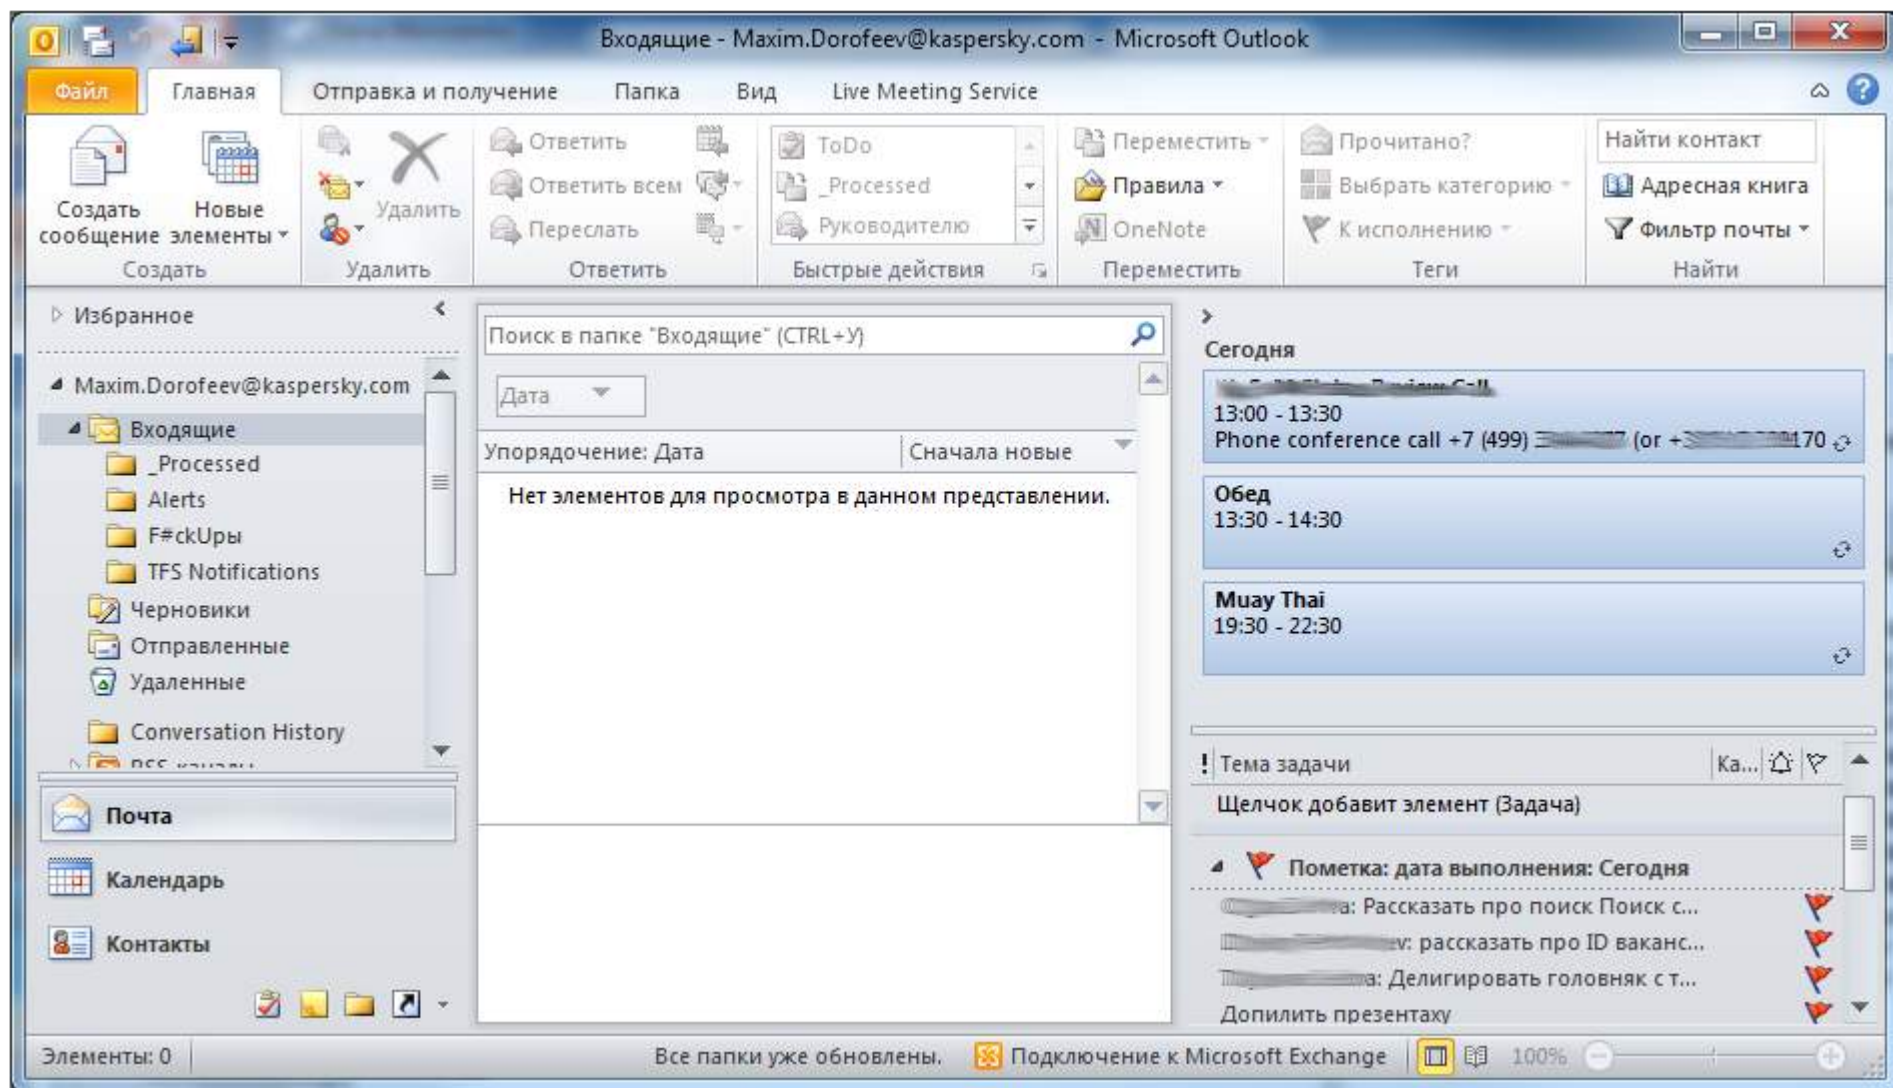 Входящие - Maxim.Dorofeev@kaspersky.com - Microsoft Outlook
Файл Главная Отправка и получение Папка Вид Live Meeting Service
Создать сообщение
Новые элементы
Создать
Удалить
Удалить
Ответить
Ответить всем
Переслать
Ответить
ToDo
_Processed
Руководителю
Быстрые действия
Переместить
Правила
OneNote
Переместить
Прочитано?
Выбрать категорию
К исполнению
Теги
Найти контакт
Адресная книга
Фильтр почты
Найти
Избранное
Maxim.Dorofeev@kaspersky.com
Входящие
_Processed
Alerts
F#ckUpы
TFS Notifications
Черновики
Отправленные
Удаленные
Conversation History
RSS-каналы
Почта
Календарь
Контакты
Поиск в папке "Входящие" (CTRL+У)
Дата
Упорядочение: Дата Сначала новые
Нет элементов для просмотра в данном представлении.
Сегодня
13:00 - 13:30
Phone conference call +7 (499) (or + 170
Обед
13:30 - 14:30
Muay Thai
19:30 - 22:30
! Тема задачи Ка...
Щелчок добавит элемент (Задача)
Пометка: дата выполнения: Сегодня
а: Рассказать про поиск Поиск с...
ev: рассказать про ID ваканс...
а: Делигировать головняк с т...
Допилить презентаху
Элементы: 0 Все папки уже обновлены. Подключение к Microsoft Exchange 100%